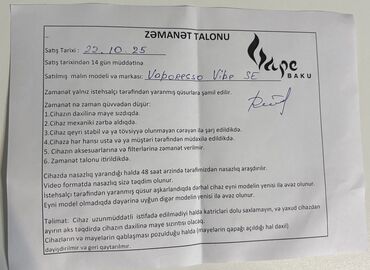 ZƏMANƏT TALONU
Satış Tarixi : 22.10.25
Satış tarixindən 14 gün müddətinə
Satılmış malın modeli və markası: Vaporesso Vibe SE
Vape
BAKU
Zəmanət yalnız istehsalçı tərəfindən yaranmış qüsurlara şamil edilir.
Zəmanət nə zaman qüvvədən düşür:
1.Cihazın daxilinə maye sızdıqda.
2.Cihaz mexaniki zərbə aldıqda.
3.Cihaz qeyri stabil və ya tövsiyyə olunmayan cərəyan ilə şarj edildikdə.
4.Cihaza hər hansı usta və ya müştəri tərəfindən müdaxilə edildikdə.
5. Cihazın aksesuarlarına və filterlərinə zəmanət verilmir.
6. Zəmanət talonu itirildikdə.
Cihazda nasazlıq yarandığı halda 48 saat ərzində tərəfimizdən nasazlıq araşdırılır.
Video formatda nasazlıq sizə təqdim olunur.
İstehsalçı tərəfindən yaranmış qüsur aşkarlandıqda dərhal cihaz eyni modelin yenisi ilə əvəz olunur.
Eyni model olmadıqda dəyərinə uyğun digər modelin yenisi ilə əvəz olunur.
Təlimat: Cihaz uzunmüddətli istifadə edilmədiyi halda katricləri dolu saxlamayın, və yaxud cihazdan
ayırın əks təqdirdə cihazın daxilinə maye sızıntısı olacaq.
Cihazların və mayelərin qablaşması pozulduğu halda (mayelərin qapağı açıldığı hal daxil)
dəyişdirilmir və geri qaytarılmır.